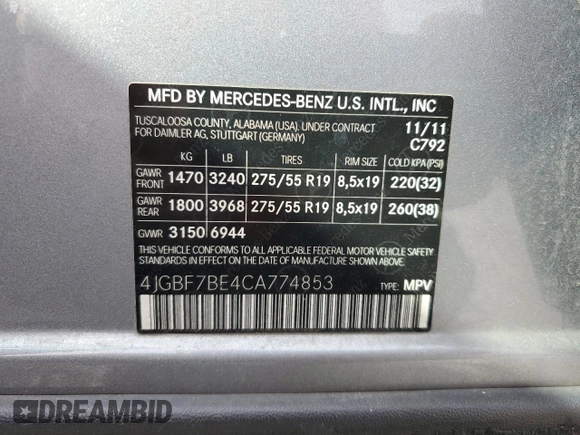 MFD BY MERCEDES-BENZ U.S. INTL., INC
TUSCALOOSA COUNTY, ALABAMA (USA). UNDER CONTRACT 11/11
FOR DAIMLER AG, STUTTGART (GERMANY) C792
KG LB TIRES RIM SIZE COLD KPA (PSI)
GAWR FRONT 1470 3240 275/55 R19 8,5x19 220(32)
GAWR REAR 1800 3968 275/55 R19 8,5x19 260(38)
GVWR 3150 6944
THIS VEHICLE CONFORMS TO ALL APPLICABLE FEDERAL MOTOR VEHICLE SAFETY
STANDARDS IN EFFECT ON THE DATE OF MANUFACTURE SHOWN ABOVE.
4JGBF7BE4CA774853 TYPE: MPV
DREAMBID